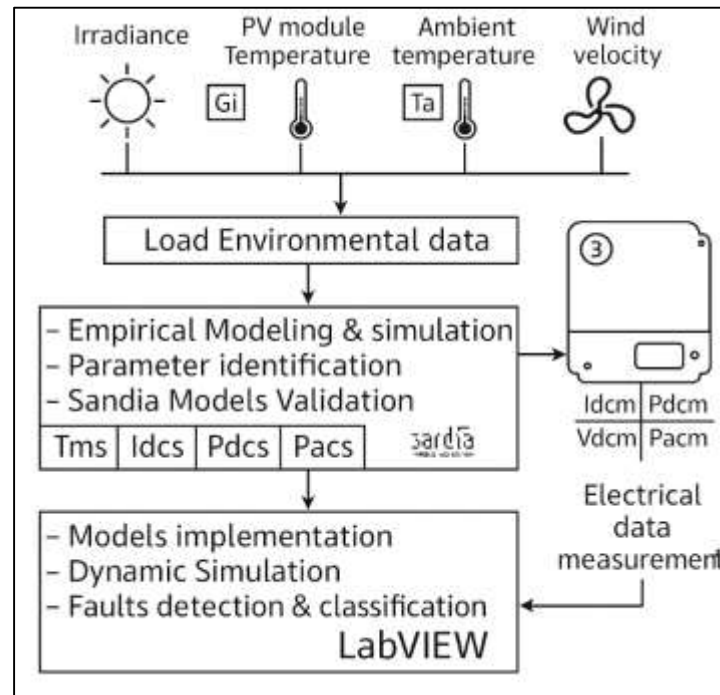 Irradiance
PV module
Temperature
Ambient
temperature
Wind
velocity
Gi
Ta
Load Environmental data
– Empirical Modeling & simulation
– Parameter identification
– Sandia Models Validation
Tms Idcs Pdcs Pacs
3
Idcm Pdcm
Vdcm Pacm
Electrical
data
measurement
– Models implementation
– Dynamic Simulation
– Faults detection & classification
LabVIEW